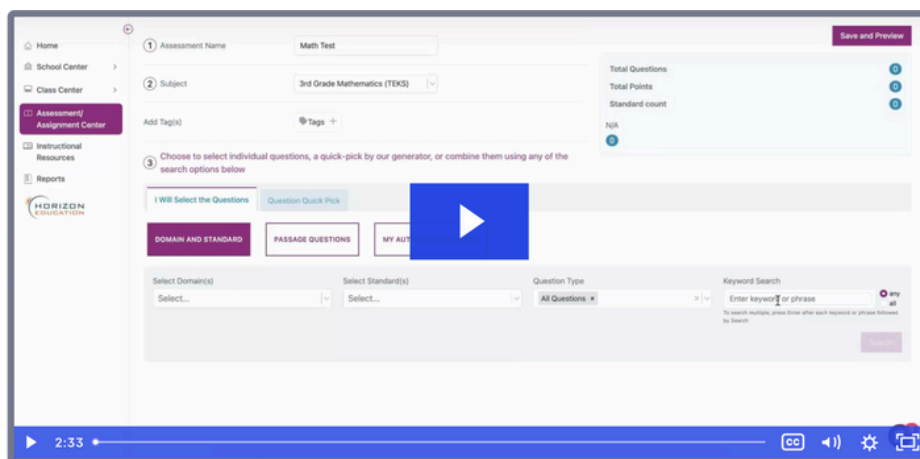 Save and Preview
Home
School Center
Class Center
Assessment/
Assignment Center
Instructional
Resources
Reports
HORIZON
EDUCATION
1 Assessment Name
Math Test
2 Subject
3rd Grade Mathematics (TEKS)
Add Tag(s)
Tags +
Total Questions 0
Total Points 0
Standard count 0
N/A
0
3 Choose to select individual questions, a quick-pick by our generator, or combine them using any of the
search options below
I Will Select the Questions
Question Quick Pick
DOMAIN AND STANDARD
PASSAGE QUESTIONS
MY
Select Domain(s)
Select...
Select Standard(s)
Select...
Question Type
All Questions ×
Keyword Search
Enter keyword or phrase
any
all
To search multiple, press Enter after each keyword or phrase followed
by Search
Search
2:33
CC